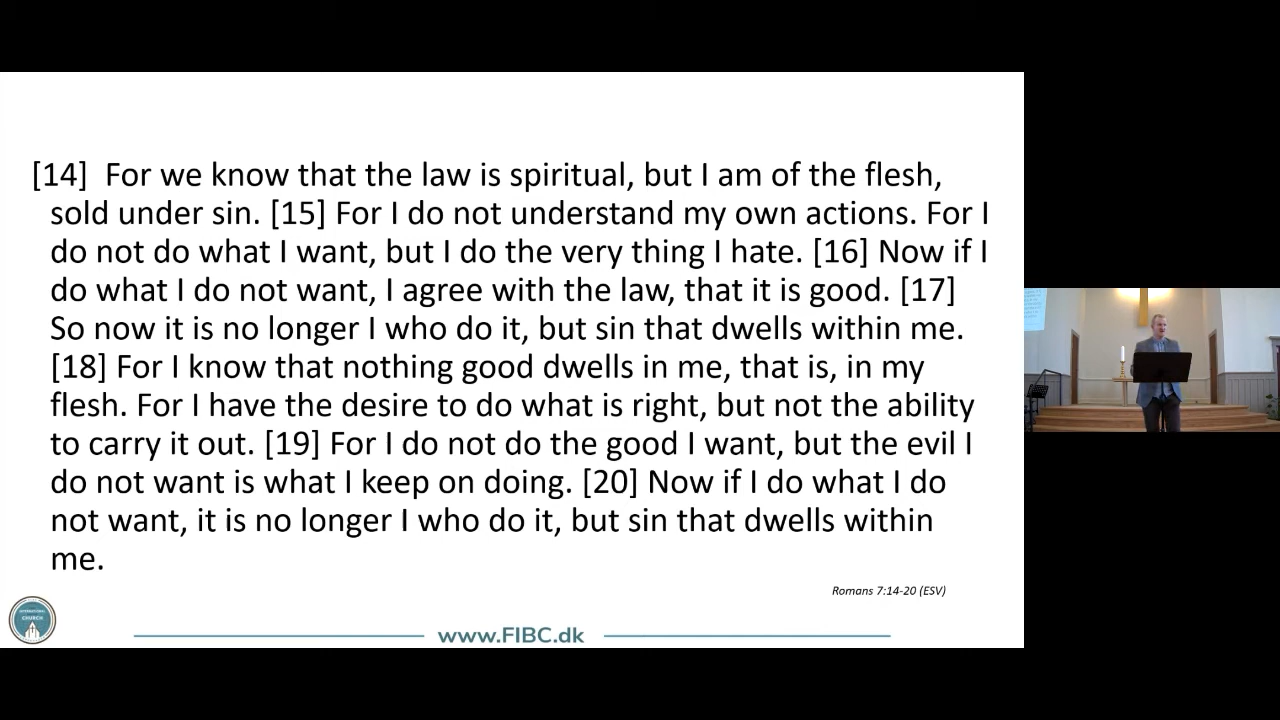 [14]  For we know that the law is spiritual, but I am of the flesh,
sold under sin. [15] For I do not understand my own actions. For I
do not do what I want, but I do the very thing I hate. [16] Now if I
do what I do not want, I agree with the law, that it is good. [17]
So now it is no longer I who do it, but sin that dwells within me.
[18] For I know that nothing good dwells in me, that is, in my
flesh. For I have the desire to do what is right, but not the ability
to carry it out. [19] For I do not do the good I want, but the evil I
do not want is what I keep on doing. [20] Now if I do what I do
not want, it is no longer I who do it, but sin that dwells within
me.
Romans 7:14-20 (ESV)
INTERNATIONAL
CHURCH
www.FIBC.dk